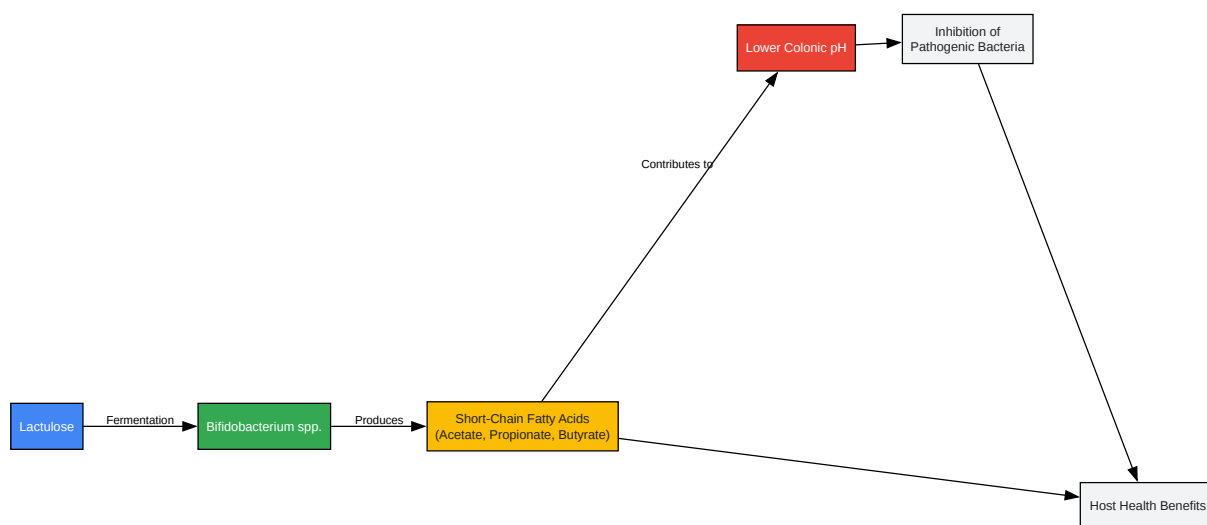 Lower Colonic pH
Inhibition of
Pathogenic Bacteria
Contributes to
Lactulose
Fermentation
Bifidobacterium spp.
Produces
Short-Chain Fatty Acids
(Acetate, Propionate, Butyrate)
Host Health Benefits